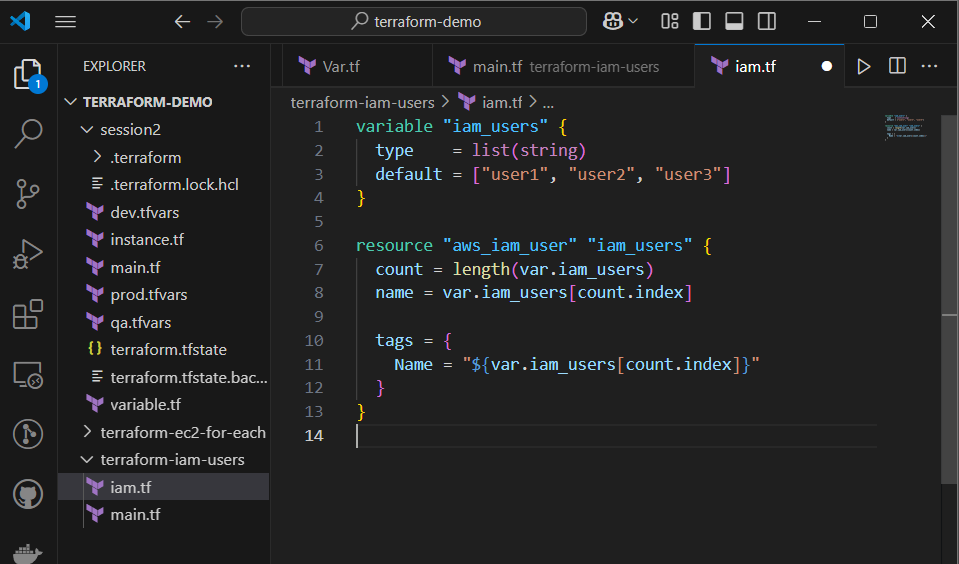 terraform-demo
EXPLORER
TERRAFORM-DEMO
session2
.terraform
.terraform.lock.hcl
dev.tfvars
instance.tf
main.tf
prod.tfvars
qa.tfvars
{} terraform.tfstate
terraform.tfstate.bac...
variable.tf
terraform-ec2-for-each
terraform-iam-users
iam.tf
main.tf
1
Var.tf
main.tf terraform-iam-users
iam.tf
terraform-iam-users > iam.tf > ...
1 variable "iam_users" {
2   type    = list(string)
3   default = ["user1", "user2", "user3"]
4 }
5
6 resource "aws_iam_user" "iam_users" {
7   count = length(var.iam_users)
8   name = var.iam_users[count.index]
9
10   tags = {
11     Name = "${var.iam_users[count.index]}"
12   }
13 }
14